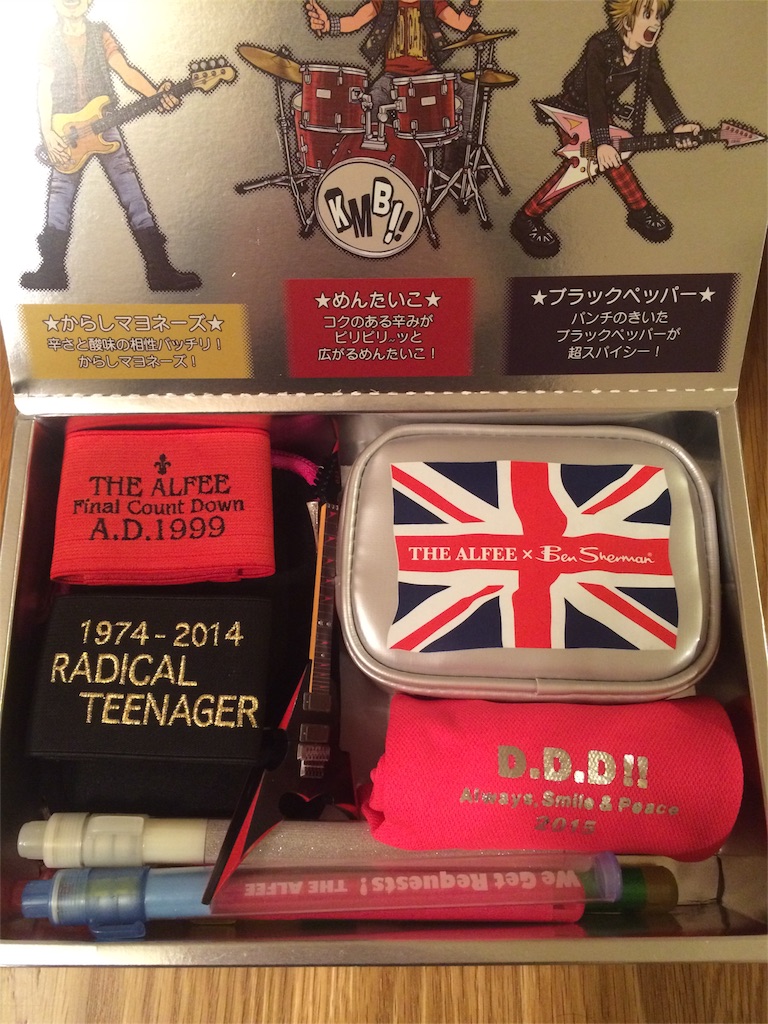 KMB!!
★からしマヨネーズ★
辛さと酸味の相性バッチリ！
からしマヨネーズ！
★めんたいこ★
コクのある辛みが
ピリピリ～ッと
広がるめんたいこ！
★ブラックペッパー★
パンチのきいた
ブラックペッパーが
超スパイシー！
THE ALFEE
Final Count Down
A.D.1999
THE ALFEE × Ben Sherman
1974-2014
RADICAL
TEENAGER
D.D.D!!
Always, Smile & Peace
2015
We Get Requests! THE ALFEE